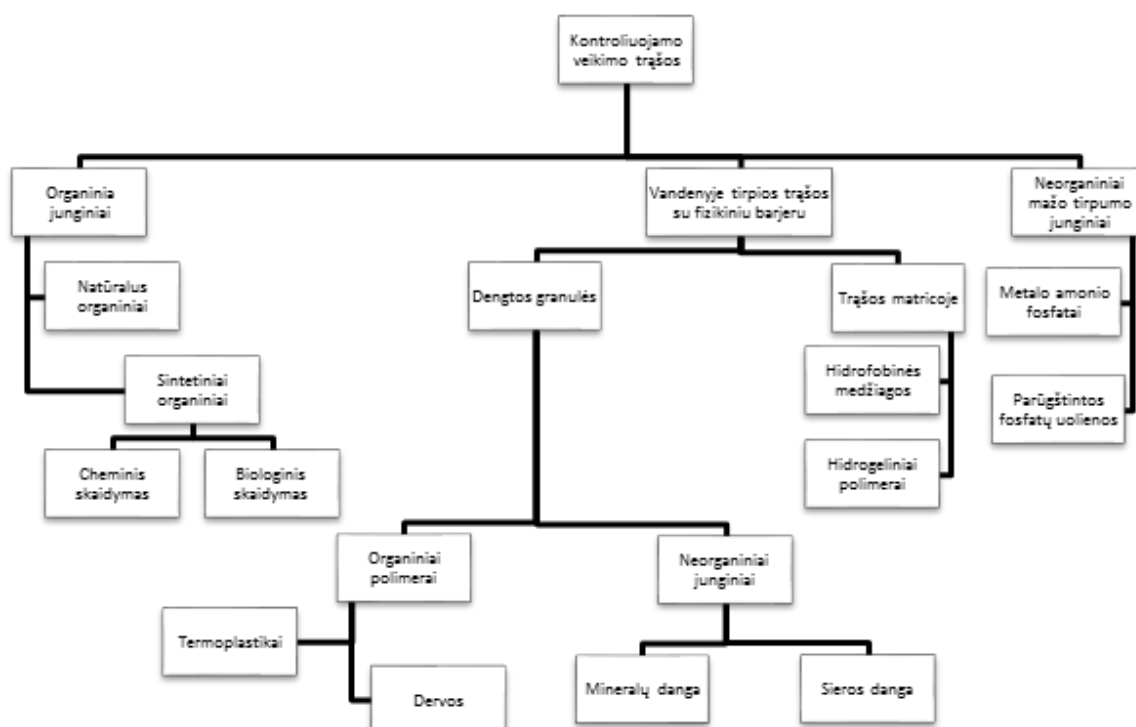 Kontroliuojamo
veikimo trąšos
Organinia
junginiai
Vandenyje tirpios trąšos
su fizikiniu barjeru
Neorganiniai
mažo tirpumo
junginiai
Natūralus
organiniai
Dengtos granulės
Trąšos matricoje
Metalo amonio
fosfatai
Sintetiniai
organiniai
Hidrofobinės
medžiagos
Parūgštintos
fosfatų uolienos
Cheminis
skaidymas
Biologinis
skaidymas
Hidrogeliniai
polimerai
Organiniai
polimerai
Neorganiniai
junginiai
Termoplastikai
Dervos
Mineralų danga
Sieros danga